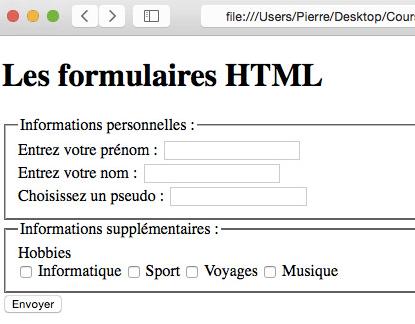 file:///Users/Pierre/Desktop/Cour
Les formulaires HTML
Informations personnelles :
Entrez votre prénom :
Entrez votre nom :
Choisissez un pseudo :
Informations supplémentaires :
Hobbies
Informatique Sport Voyages Musique
Envoyer